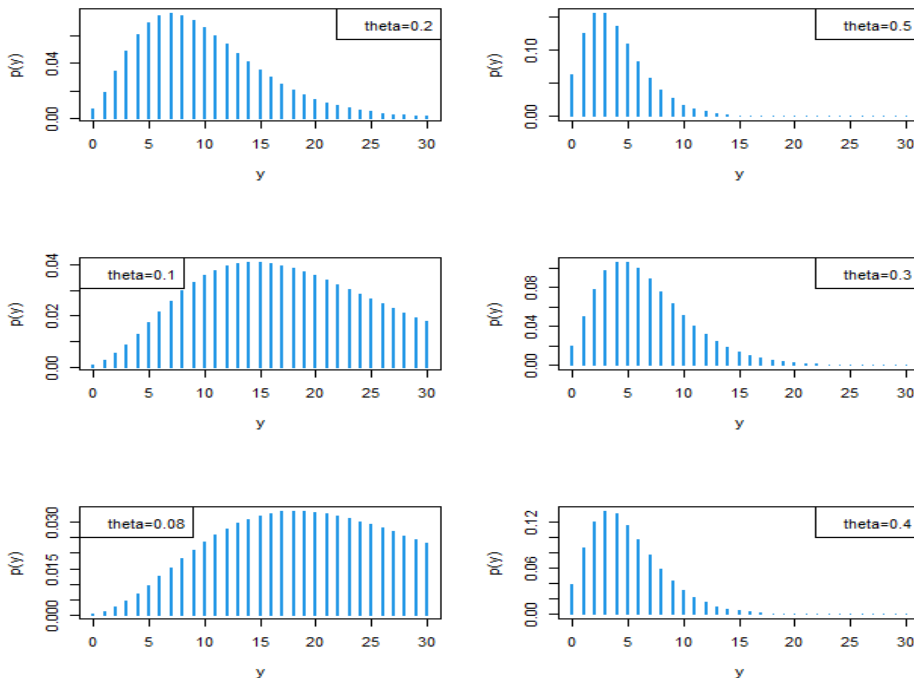 theta=0.2
p(y)
0.00 0.04
0 5 10 15 20 25 30
y
theta=0.5
p(y)
0.00 0.10
0 5 10 15 20 25 30
y
theta=0.1
p(y)
0.00 0.02 0.04
0 5 10 15 20 25 30
y
theta=0.3
p(y)
0.00 0.04 0.08
0 5 10 15 20 25 30
y
theta=0.08
p(y)
0.000 0.015 0.030
0 5 10 15 20 25 30
y
theta=0.4
p(y)
0.00 0.06 0.12
0 5 10 15 20 25 30
y